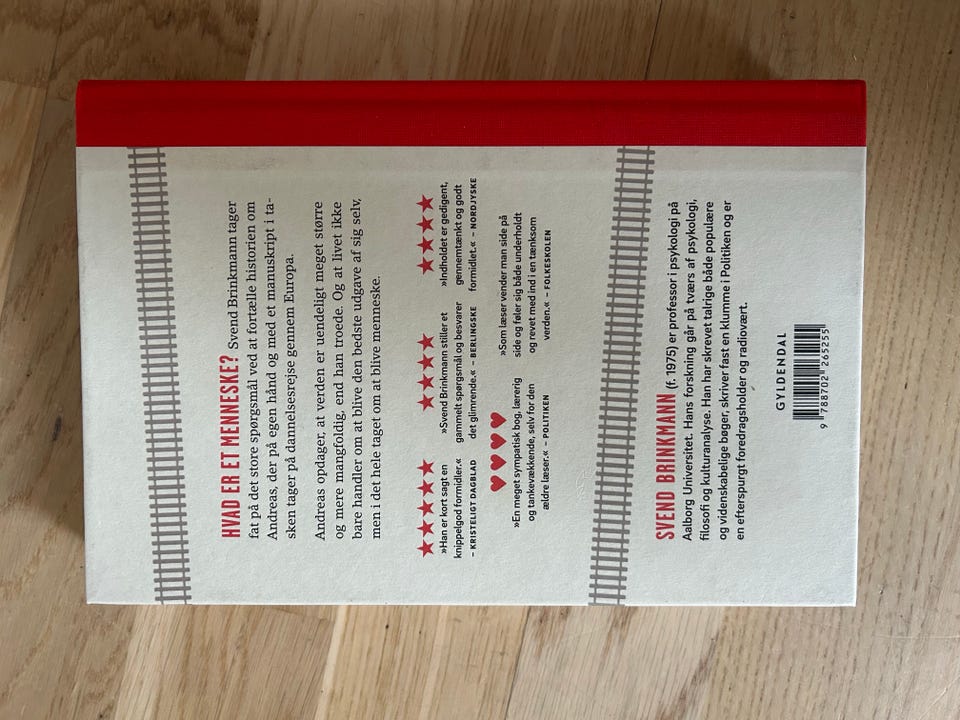 HVAD ER ET MENNESKE? Svend Brinkmann tager
fat på det store spørgsmål ved at fortælle historien om
Andreas, der på egen hånd og med et manuskript i ta-
sken tager på dannelsesrejse gennem Europa.
Andreas opdager, at verden er uendeligt meget større
og mere mangfoldig, end han troede. Og at livet ikke
bare handler om at blive den bedste udgave af sig selv,
men i det hele taget om at blive menneske.
★★★★★
»Han er kort sagt en
knippelgod formidler.«
– KRISTELIGT DAGBLAD
★★★★
»Svend Brinkmann stiller et
gammelt spørgsmål og besvarer
det glimrende.« – BERLINGSKE
★★★★
»Indholdet er gedigent,
gennemtænkt og godt
formidlet.« – NORDJYSKE
♥♥♥♥
»En meget sympatisk bog, lærerig
og tankevækkende, selv for den
ældre læser.« – POLITIKEN
»Som læser vender man side på
side og føler sig både underholdt
og revet med ind i en tænksom
verden.« – FOLKESKOLEN
SVEND BRINKMANN (f. 1975) er professor i psykologi på
Aalborg Universitet. Hans forskning går på tværs af psykologi,
filosofi og kulturanalyse. Han har skrevet talrige både populære
og videnskabelige bøger, skriver fast en klumme i Politiken og er
en efterspurgt foredragsholder og radiovært.
GYLDENDAL
9 788702 265255